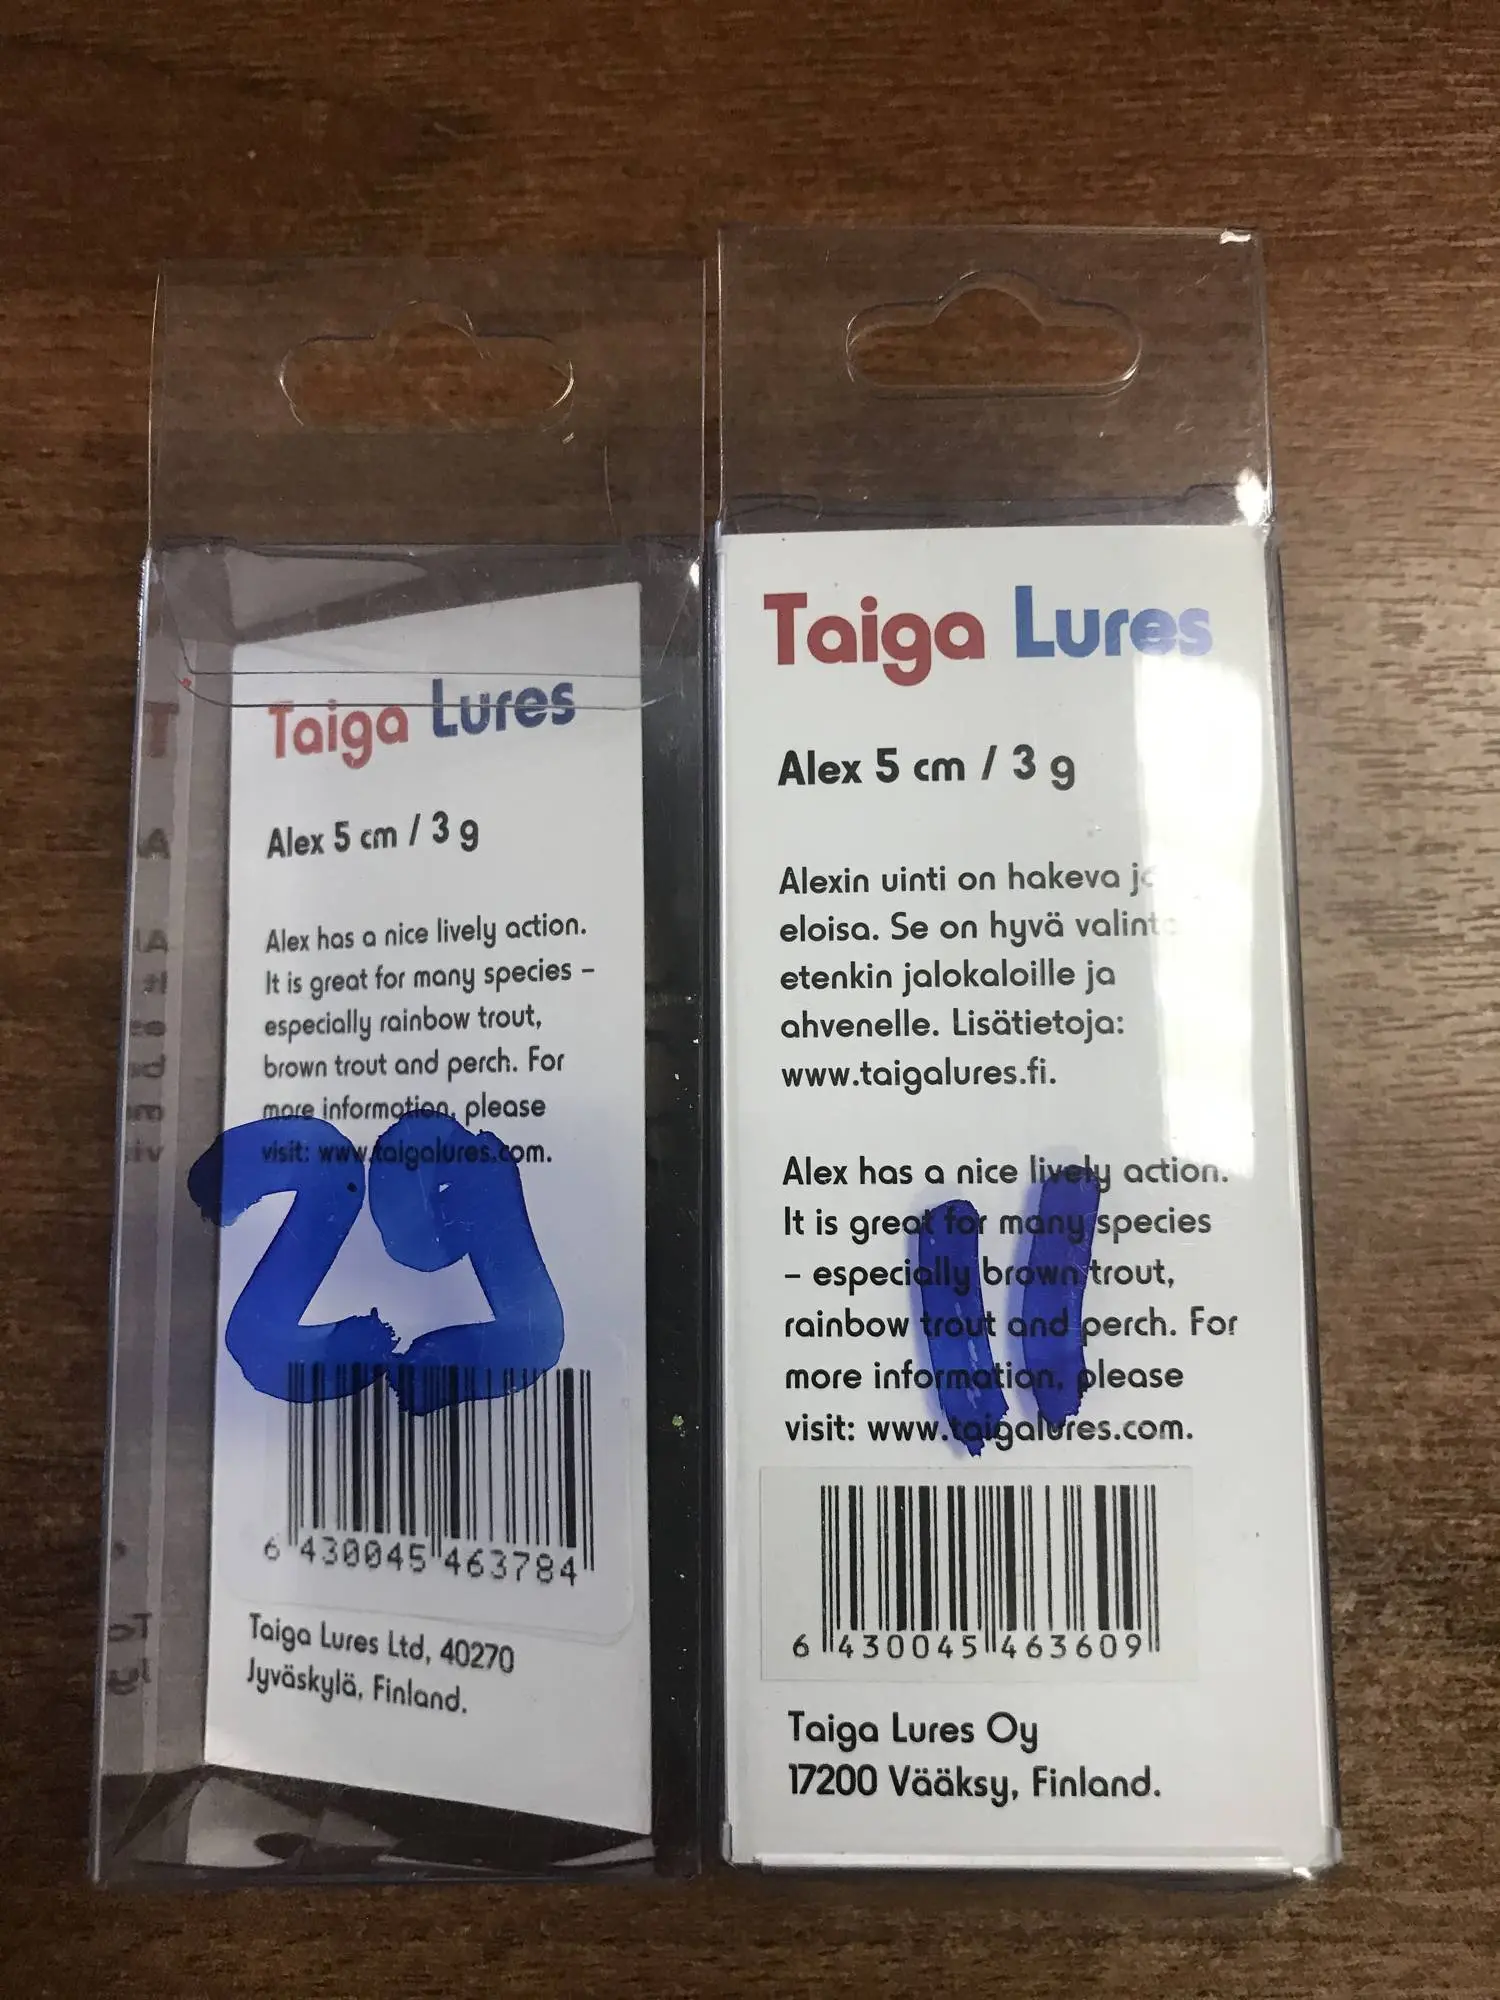 Taiga Lures
Alex 5 cm / 3 g
Alex has a nice lively action.
It is great for many species –
especially rainbow trout,
brown trout and perch. For
more information, please
visit: www.taigalures.com.
29
6 430045 463784
Taiga Lures Ltd, 40270
Jyväskylä, Finland.
Taiga Lures
Alex 5 cm / 3 g
Alexin uinti on hakeva
eloisa. Se on hyvä valinta
etenkin jalokaloille ja
ahvenelle. Lisätietoja:
www.taigalures.fi.
Alex has a nice lively action.
It is great for many species
– especially brown trout,
rainbow trout and perch. For
more information, please
visit: www.taigalures.com.
11
6 430045 463609
Taiga Lures Oy
17200 Vääksy, Finland.